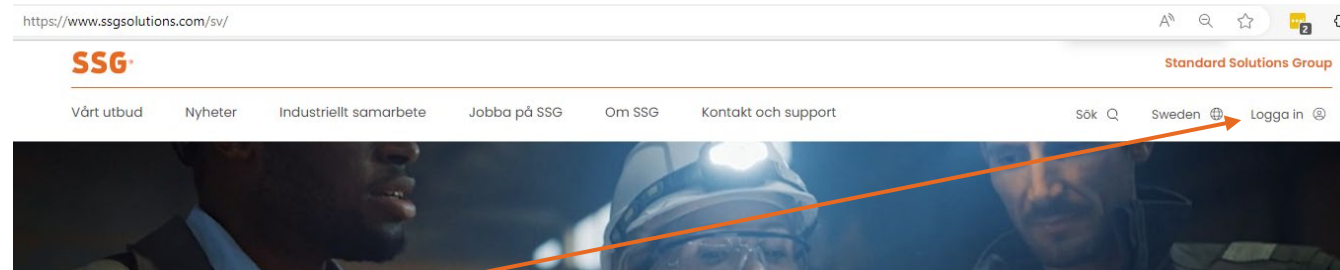 https://www.ssgsolutions.com/sv/
A
2
SSG
Standard Solutions Group
Vårt utbud Nyheter Industriellt samarbete Jobba på SSG Om SSG Kontakt och support Sök Sweden Logga in